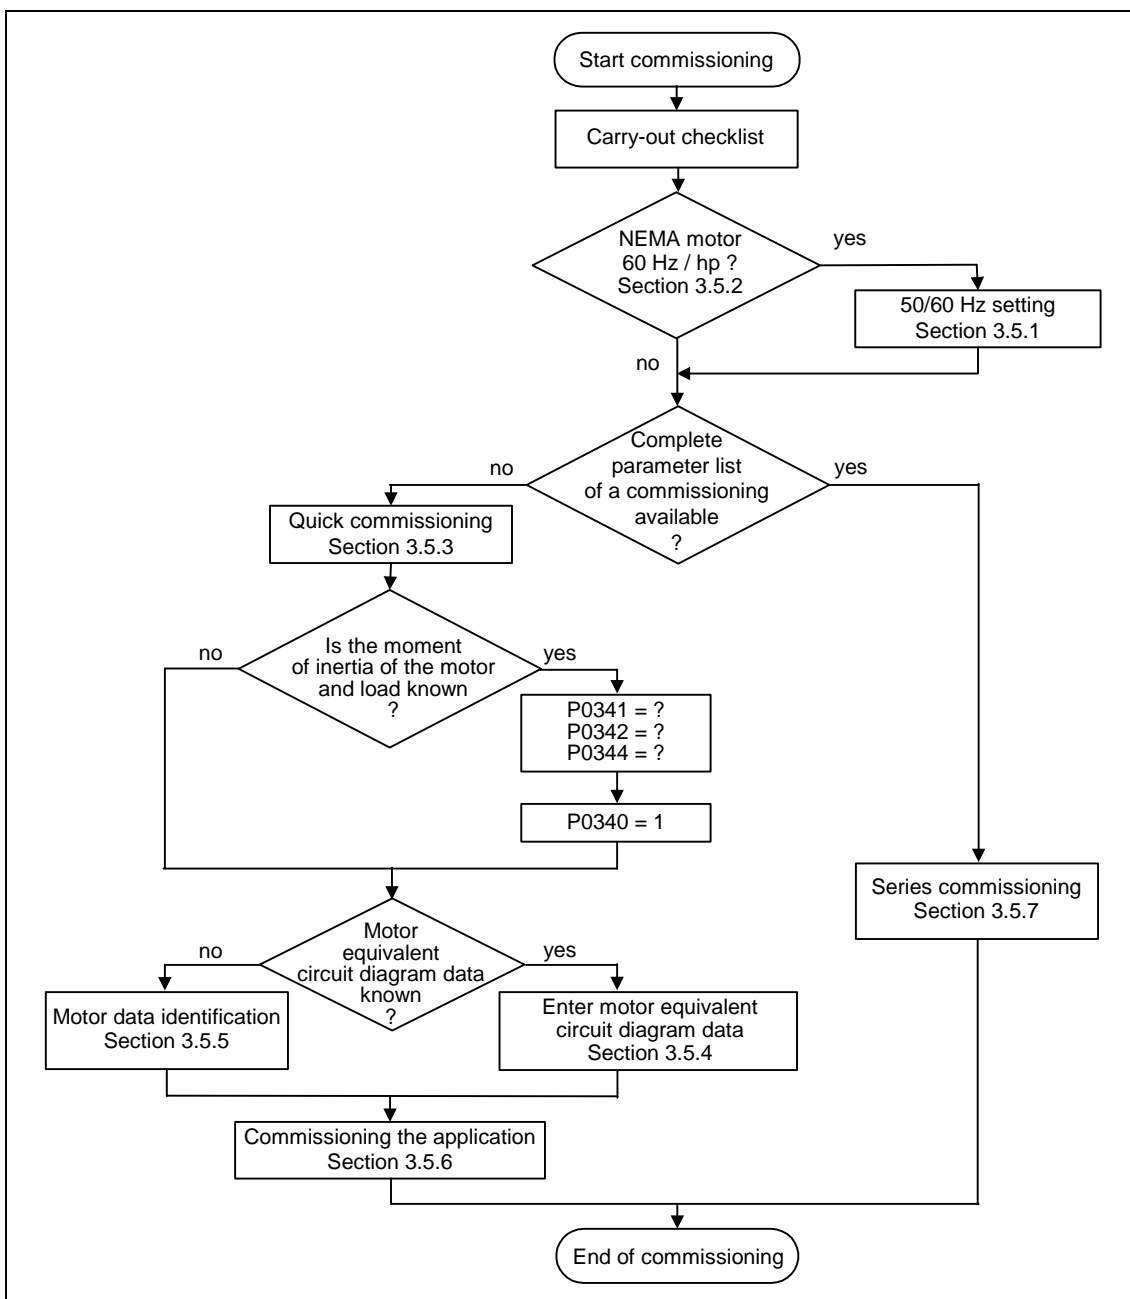 Start commissioning
Carry-out checklist
NEMA motor
60 Hz / hp ?
Section 3.5.2
yes
50/60 Hz setting
Section 3.5.1
no
Complete
parameter list
of a commissioning
available
?
no
yes
Quick commissioning
Section 3.5.3
Is the moment
of inertia of the motor
and load known
?
no
yes
P0341 = ?
P0342 = ?
P0344 = ?
P0340 = 1
Series commissioning
Section 3.5.7
Motor
equivalent
circuit diagram data
known
?
no
yes
Motor data identification
Section 3.5.5
Enter motor equivalent
circuit diagram data
Section 3.5.4
Commissioning the application
Section 3.5.6
End of commissioning